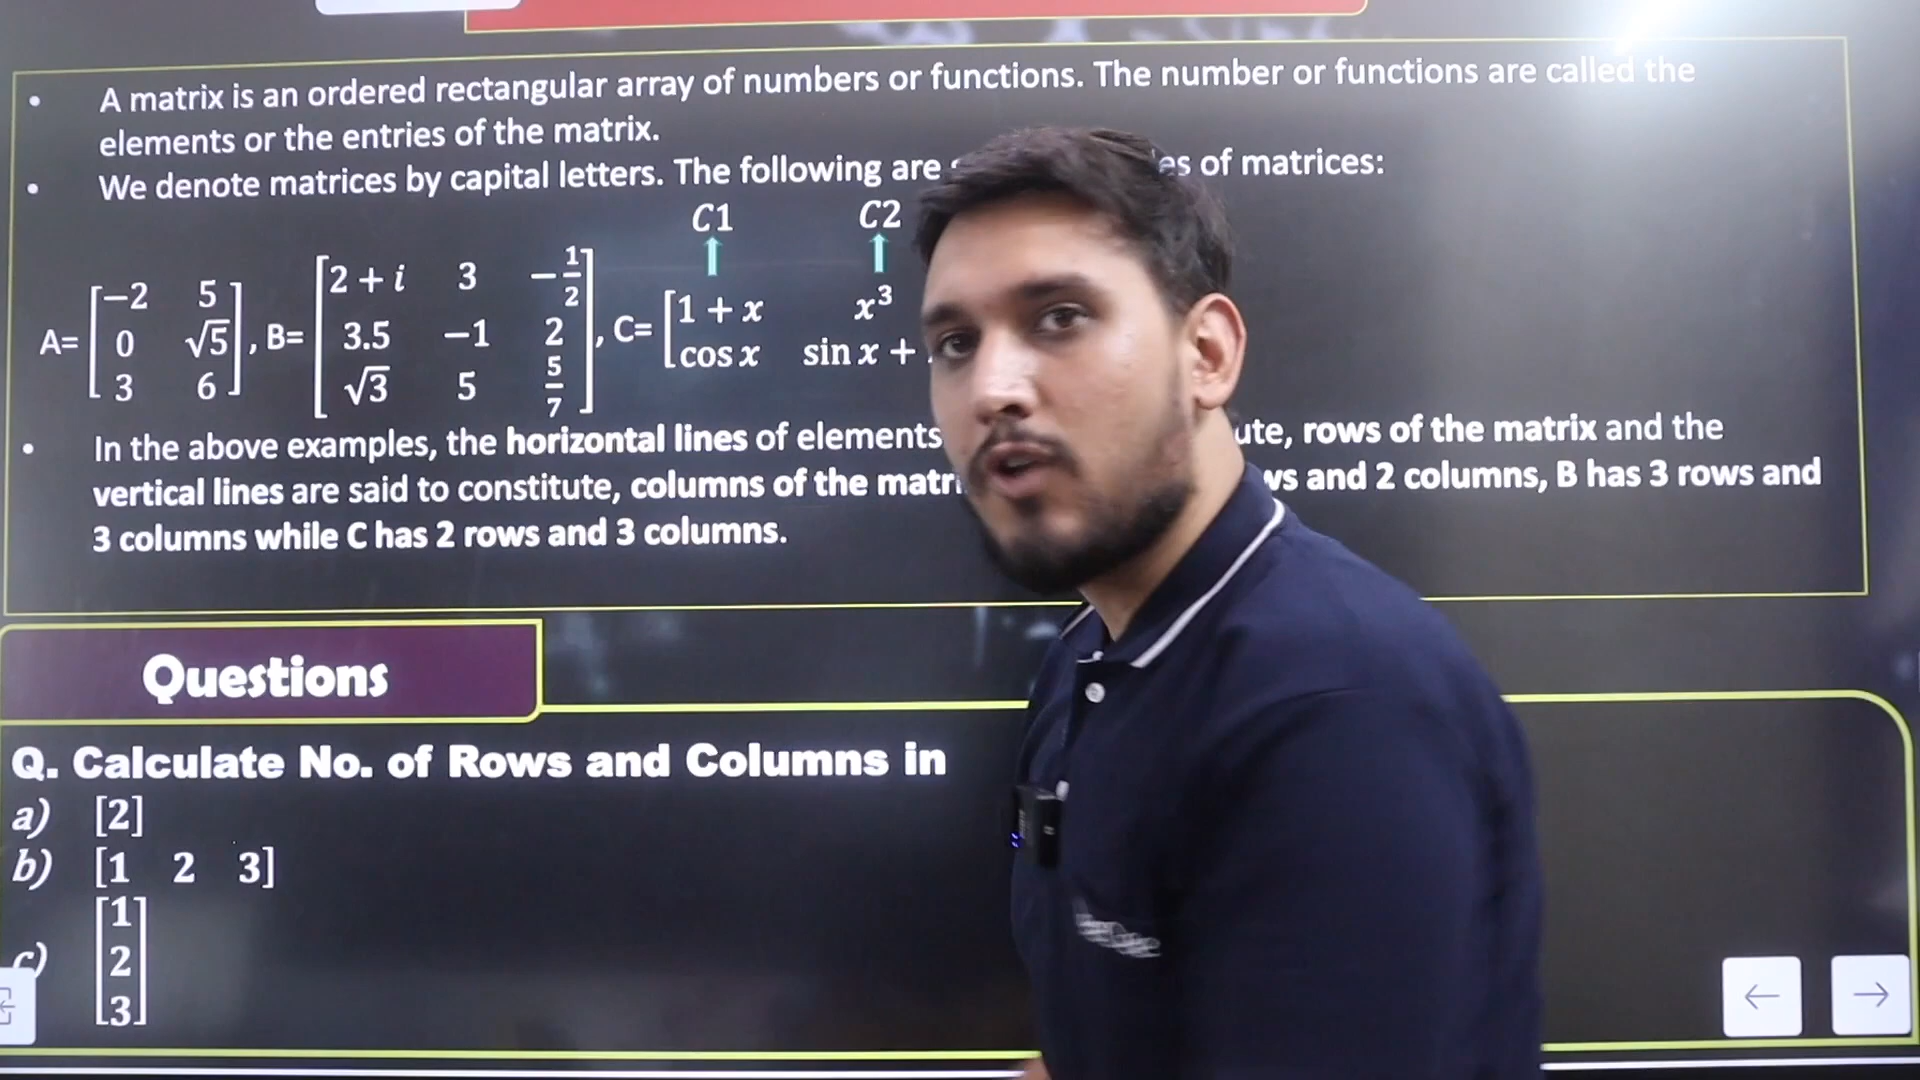 • A matrix is an ordered rectangular array of numbers or functions. The number or functions are called the
elements or the entries of the matrix.
• We denote matrices by capital letters. The following are es of matrices:
C1 C2
A= [−2 5
0 √5
3 6] , B= [2 + i 3 −1/2
3.5 −1 2
√3 5 5/7] , C= [1 + x x³
cos x sin x +
• In the above examples, the horizontal lines of elements ute, rows of the matrix and the
vertical lines are said to constitute, columns of the matr ws and 2 columns, B has 3 rows and
3 columns while C has 2 rows and 3 columns.
Questions
Q. Calculate No. of Rows and Columns in
a) [2]
b) [1 2 3]
c) [1
2
3]